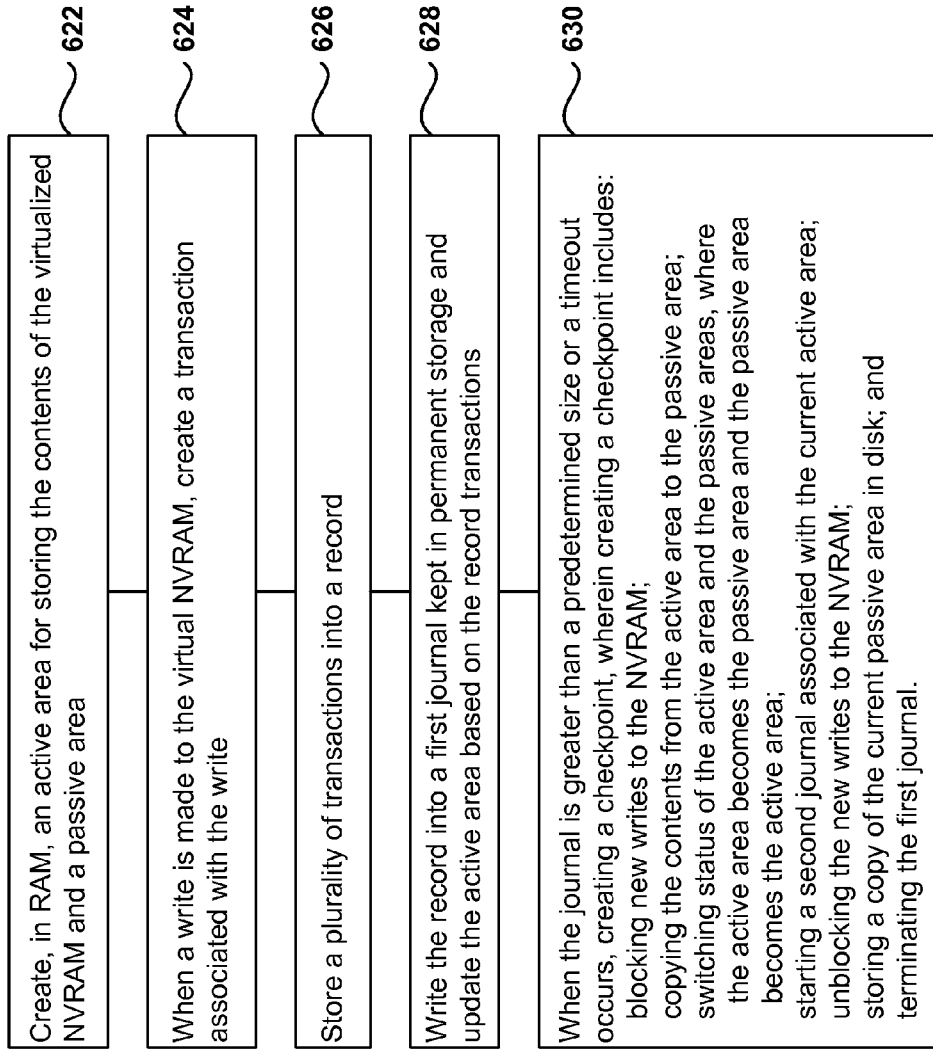 Create, in RAM, an active area for storing the contents of the virtualized
NVRAM and a passive area
622
When a write is made to the virtual NVRAM, create a transaction
associated with the write
624
Store a plurality of transactions into a record
626
Write the record into a first journal kept in permanent storage and
update the active area based on the record transactions
628
When the journal is greater than a predetermined size or a timeout
occurs, creating a checkpoint, wherein creating a checkpoint includes:
blocking new writes to the NVRAM;
copying the contents from the active area to the passive area;
switching status of the active area and the passive areas, where
the active area becomes the passive area and the passive area
becomes the active area;
starting a second journal associated with the current active area;
unblocking the new writes to the NVRAM;
storing a copy of the current passive area in disk; and
terminating the first journal.
630